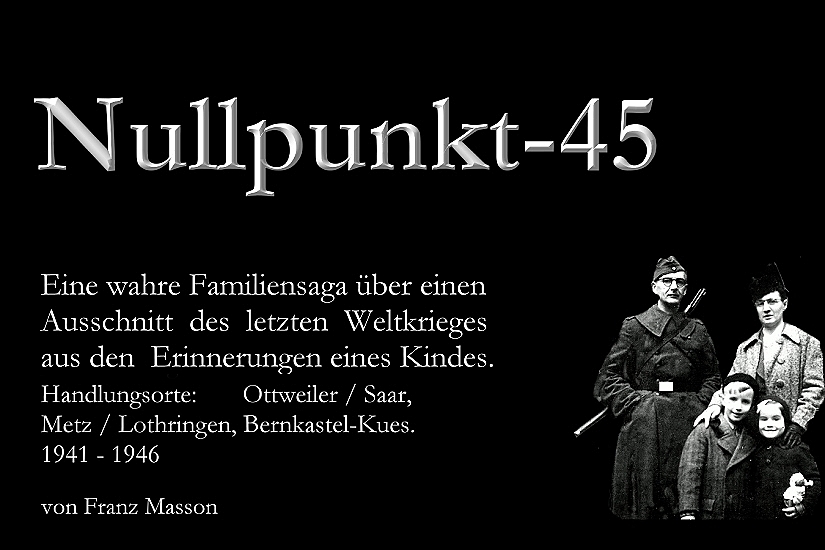 Nullpunkt-45
Eine wahre Familiensaga über einen
Ausschnitt des letzten Weltkrieges
aus den Erinnerungen eines Kindes.
Handlungsorte: Ottweiler / Saar,
Metz / Lothringen, Bernkastel-Kues.
1941 - 1946
von Franz Masson